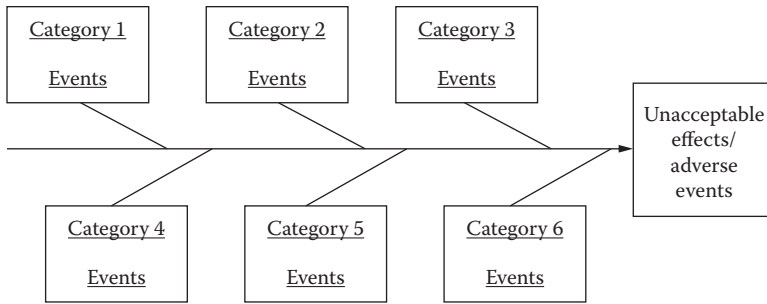 Category 1
Events
Category 2
Events
Category 3
Events
Unacceptable
effects/
adverse
events
Category 4
Events
Category 5
Events
Category 6
Events